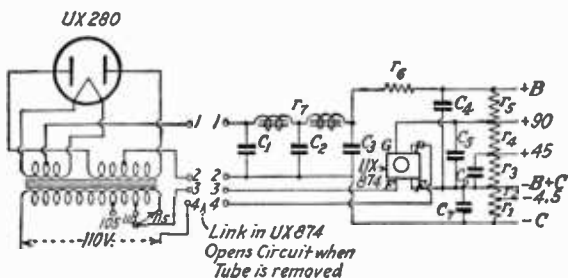 UX 280
r6
+B
C4
r5
1 1
r7
+90
C1
C2
C3
G
C5
r4
+45
UX
874
C
r3
2 2
3 3
4 4
-B+C
-4.5
r1
C7
-C
105
115
110V.
Link in UX874
Opens Circuit when
Tube is removed